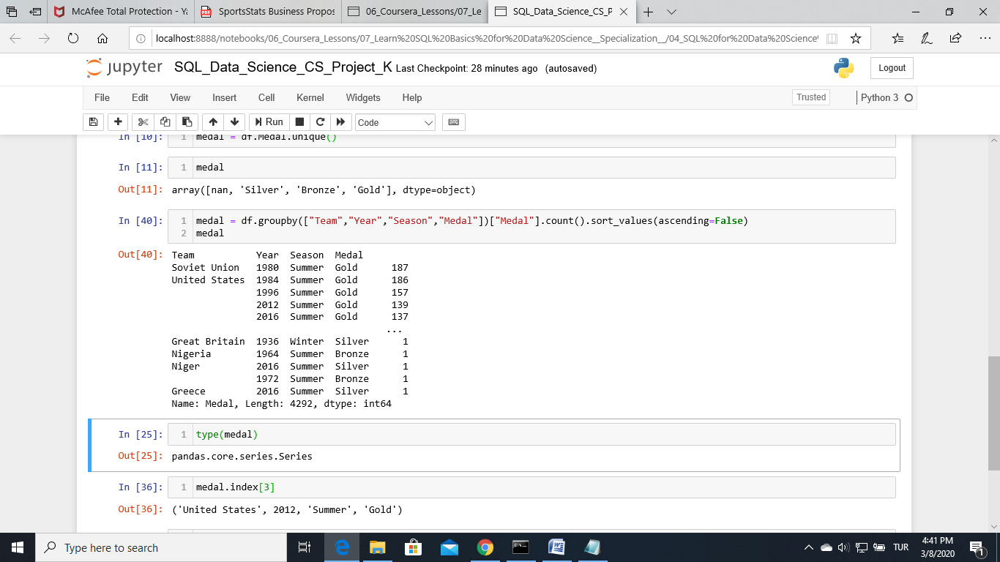 McAfee Total Protection - Ya
SportsStats Business Propos
06_Coursera_Lessons/07_Le
SQL_Data_Science_CS_P
localhost:8888/notebooks/06_Coursera_Lessons/07_Learn%20SQL%20Basics%20for%20Data%20Science__Specialization_/04_SQL%20for%20Data%20Science%
jupyter SQL_Data_Science_CS_Project_K Last Checkpoint: 28 minutes ago (autosaved)
Logout
File Edit View Insert Cell Kernel Widgets Help
Trusted
Python 3
Run
Code
In [10]: 1 medal = df.Medal.unique()
In [11]: 1 medal
Out[11]: array([nan, 'Silver', 'Bronze', 'Gold'], dtype=object)
In [40]: 1 medal = df.groupby(["Team","Year","Season","Medal"])["Medal"].count().sort_values(ascending=False)
2 medal
Out[40]: Team Year Season Medal
Soviet Union 1980 Summer Gold 187
United States 1984 Summer Gold 186
1996 Summer Gold 157
2012 Summer Gold 139
2016 Summer Gold 137
...
Great Britain 1936 Winter Silver 1
Nigeria 1964 Summer Bronze 1
Niger 2016 Summer Silver 1
1972 Summer Bronze 1
Greece 2016 Summer Silver 1
Name: Medal, Length: 4292, dtype: int64
In [25]: 1 type(medal)
Out[25]: pandas.core.series.Series
In [36]: 1 medal.index[3]
Out[36]: ('United States', 2012, 'Summer', 'Gold')
Type here to search
TUR
4:41 PM
3/8/2020
1